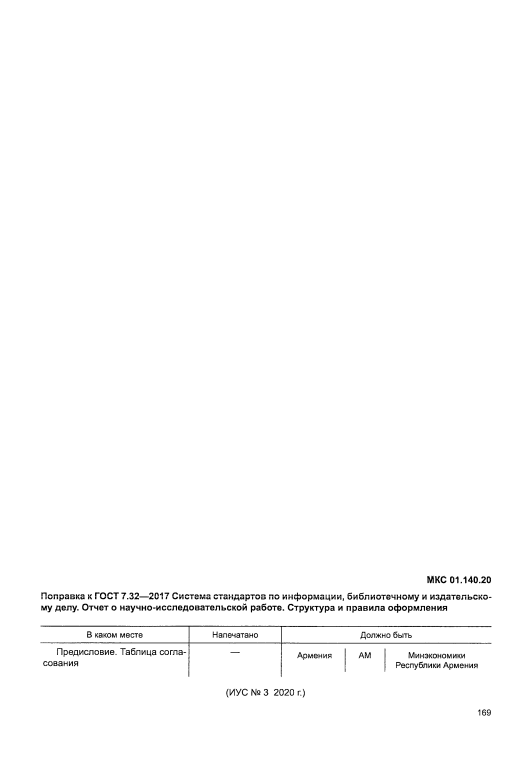 МКС 01.140.20
Поправка к ГОСТ 7.32—2017 Система стандартов по информации, библиотечному и издательско-
му делу. Отчет о научно-исследовательской работе. Структура и правила оформления
В каком месте Напечатано Должно быть
Предисловие. Таблица согла- — Армения AM Минэкономики
сования Республики Армения
(ИУС № 3 2020 г.)
169